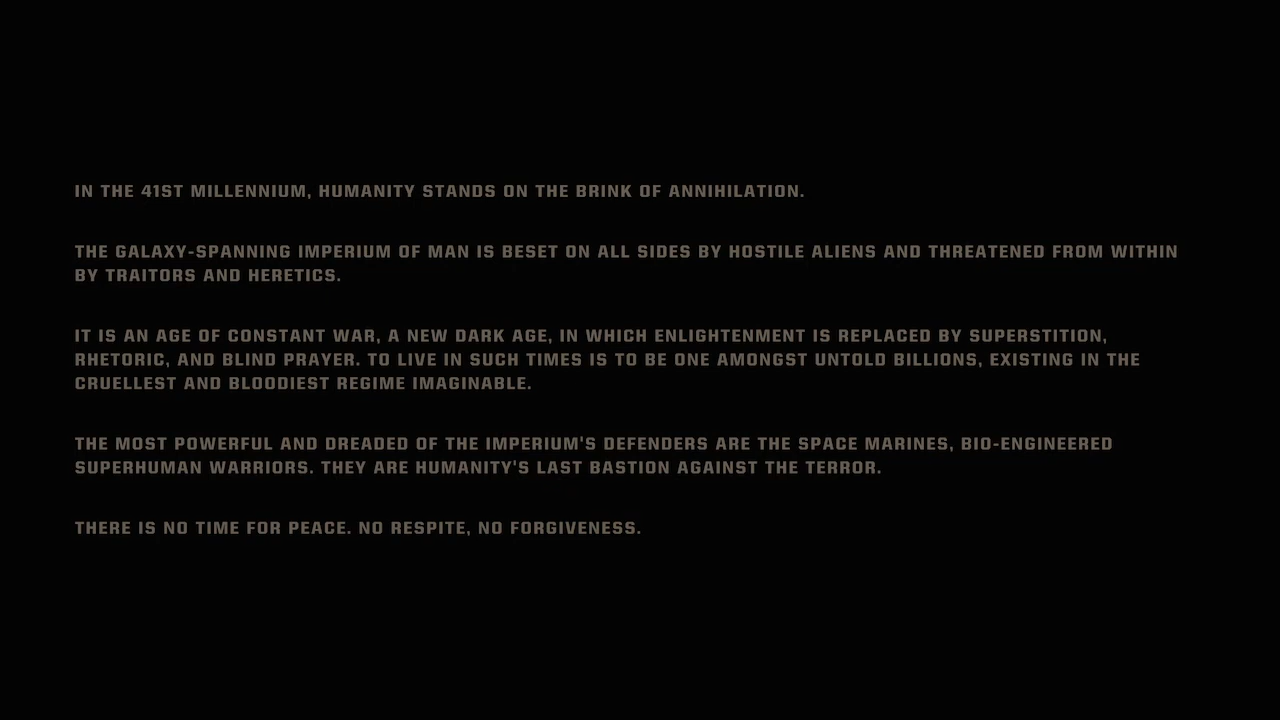 IN THE 41ST MILLENNIUM, HUMANITY STANDS ON THE BRINK OF ANNIHILATION.
THE GALAXY-SPANNING IMPERIUM OF MAN IS BESET ON ALL SIDES BY HOSTILE ALIENS AND THREATENED FROM WITHIN
BY TRAITORS AND HERETICS.
IT IS AN AGE OF CONSTANT WAR, A NEW DARK AGE, IN WHICH ENLIGHTENMENT IS REPLACED BY SUPERSTITION,
RHETORIC, AND BLIND PRAYER. TO LIVE IN SUCH TIMES IS TO BE ONE AMONGST UNTOLD BILLIONS, EXISTING IN THE
CRUELLEST AND BLOODIEST REGIME IMAGINABLE.
THE MOST POWERFUL AND DREADED OF THE IMPERIUM'S DEFENDERS ARE THE SPACE MARINES, BIO-ENGINEERED
SUPERHUMAN WARRIORS. THEY ARE HUMANITY'S LAST BASTION AGAINST THE TERROR.
THERE IS NO TIME FOR PEACE. NO RESPITE, NO FORGIVENESS.